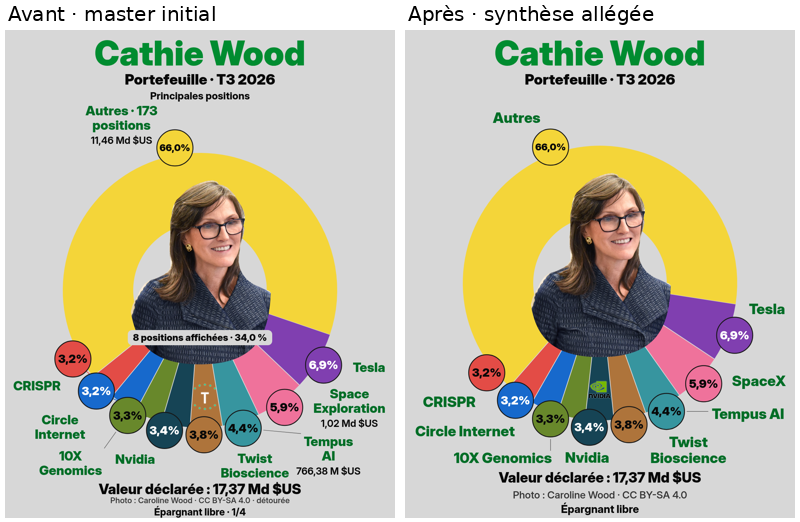 Avant · master initial
Cathie Wood
Portefeuille · T3 2026
Principales positions
Autres · 173
positions
11,46 Md $US
66,0%
8 positions affichées · 34,0 %
3,2%
CRISPR
3,2%
Circle
Internet
3,3%
10X
Genomics
3,4%
Nvidia
T
3,8%
Twist
Bioscience
4,4%
Tempus
AI
766,38 M $US
5,9%
Space
Exploration
1,02 Md $US
6,9%
Tesla
Valeur déclarée : 17,37 Md $US
Photo : Caroline Wood · CC BY-SA 4.0 · détourée
Épargnant libre · 1/4
Après · synthèse allégée
Cathie Wood
Portefeuille · T3 2026
Autres
66,0%
Tesla
6,9%
SpaceX
5,9%
Tempus AI
4,4%
Twist
Bioscience
3,8%
NVIDIA
3,4%
Nvidia
3,3%
10X Genomics
3,2%
Circle Internet
3,2%
CRISPR
Valeur déclarée : 17,37 Md $US
Photo : Caroline Wood · CC BY-SA 4.0
Épargnant libre